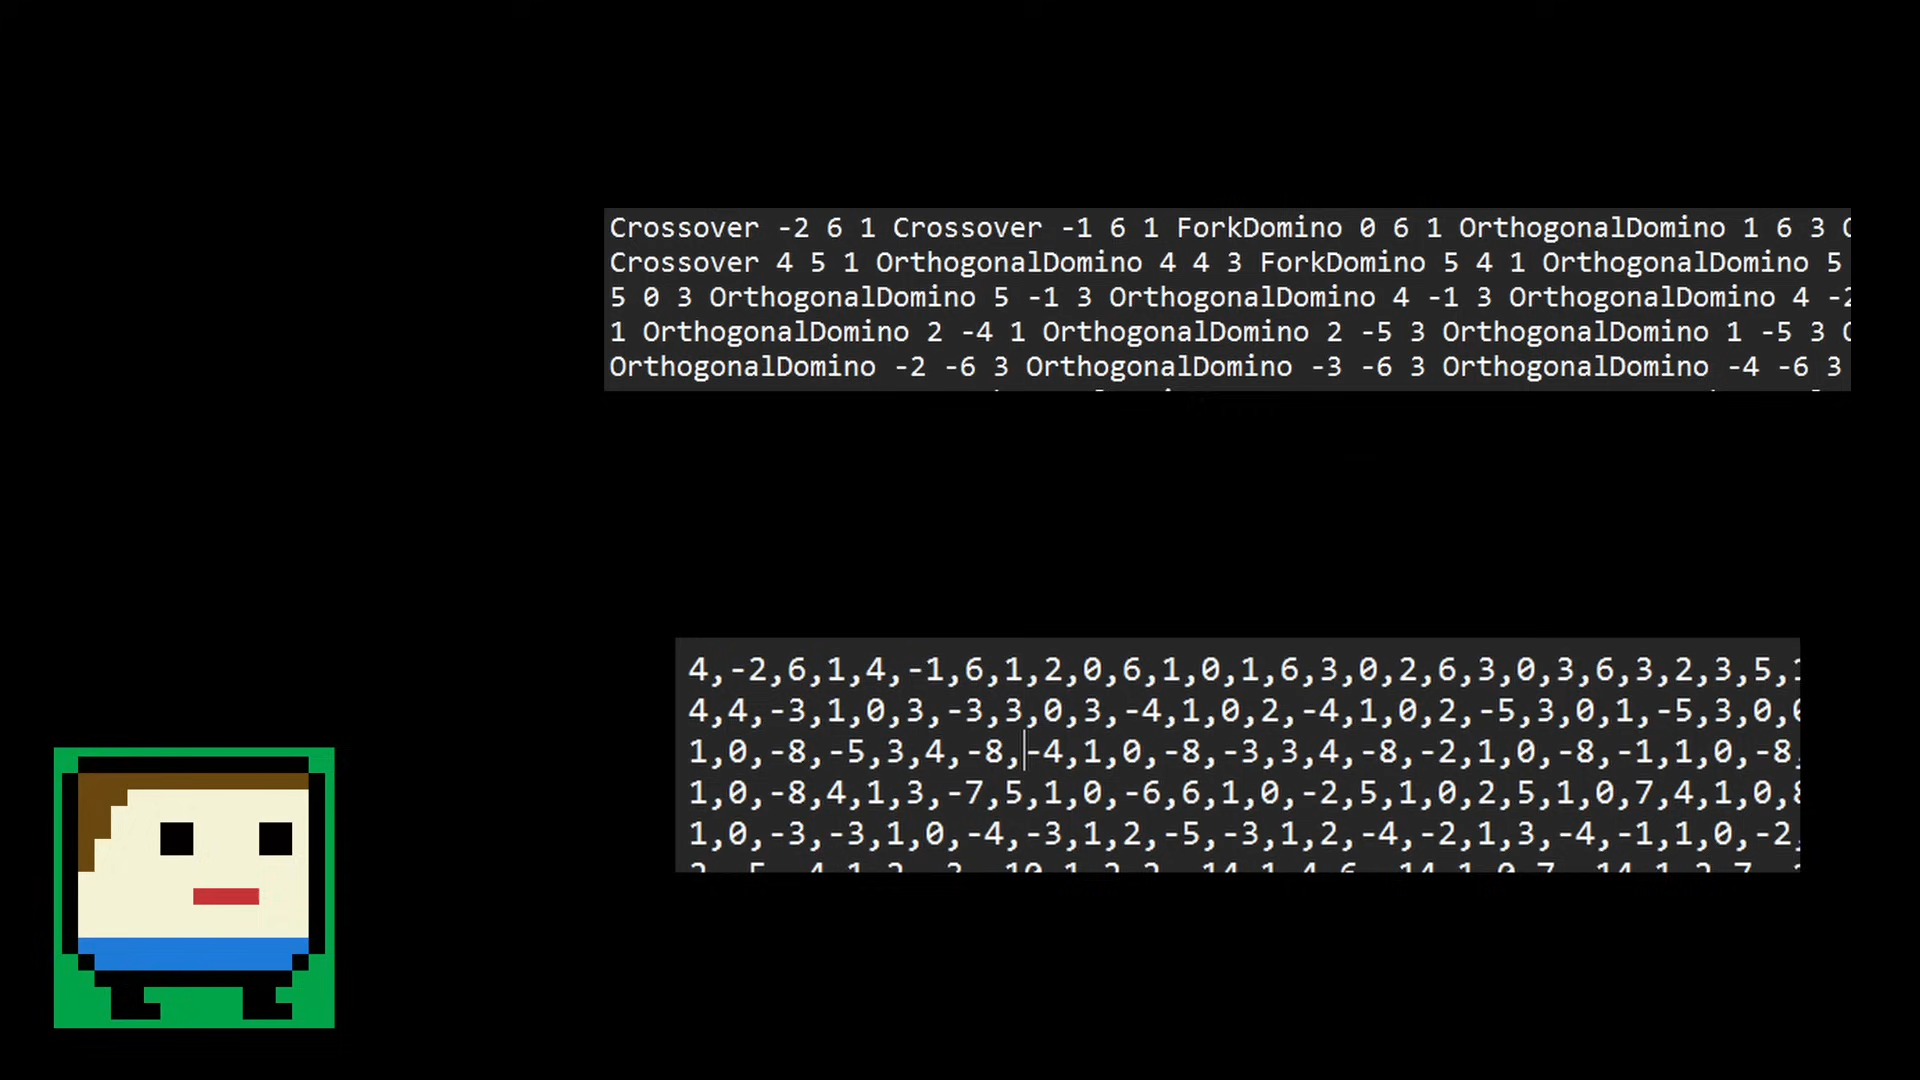 Crossover -2 6 1 Crossover -1 6 1 ForkDomino 0 6 1 OrthogonalDomino 1 6 3
Crossover 4 5 1 OrthogonalDomino 4 4 3 ForkDomino 5 4 1 OrthogonalDomino 5
5 0 3 OrthogonalDomino 5 -1 3 OrthogonalDomino 4 -1 3 OrthogonalDomino 4 -2
1 OrthogonalDomino 2 -4 1 OrthogonalDomino 2 -5 3 OrthogonalDomino 1 -5 3
OrthogonalDomino -2 -6 3 OrthogonalDomino -3 -6 3 OrthogonalDomino -4 -6 3
4,-2,6,1,4,-1,6,1,2,0,6,1,0,1,6,3,0,2,6,3,0,3,6,3,2,3,5,1
4,4,-3,1,0,3,-3,3,0,3,-4,1,0,2,-4,1,0,2,-5,3,0,1,-5,3,0,0
1,0,-8,-5,3,4,-8,-4,1,0,-8,-3,3,4,-8,-2,1,0,-8,-1,1,0,-8,
1,0,-8,4,1,3,-7,5,1,0,-6,6,1,0,-2,5,1,0,2,5,1,0,7,4,1,0,8
1,0,-3,-3,1,0,-4,-3,1,2,-5,-3,1,2,-4,-2,1,3,-4,-1,1,0,-2,